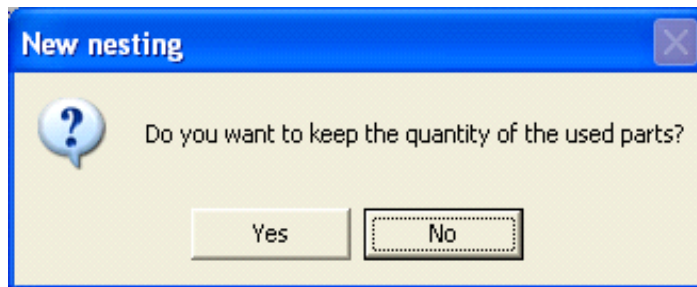 New nesting
Do you want to keep the quantity of the used parts?
Yes
No